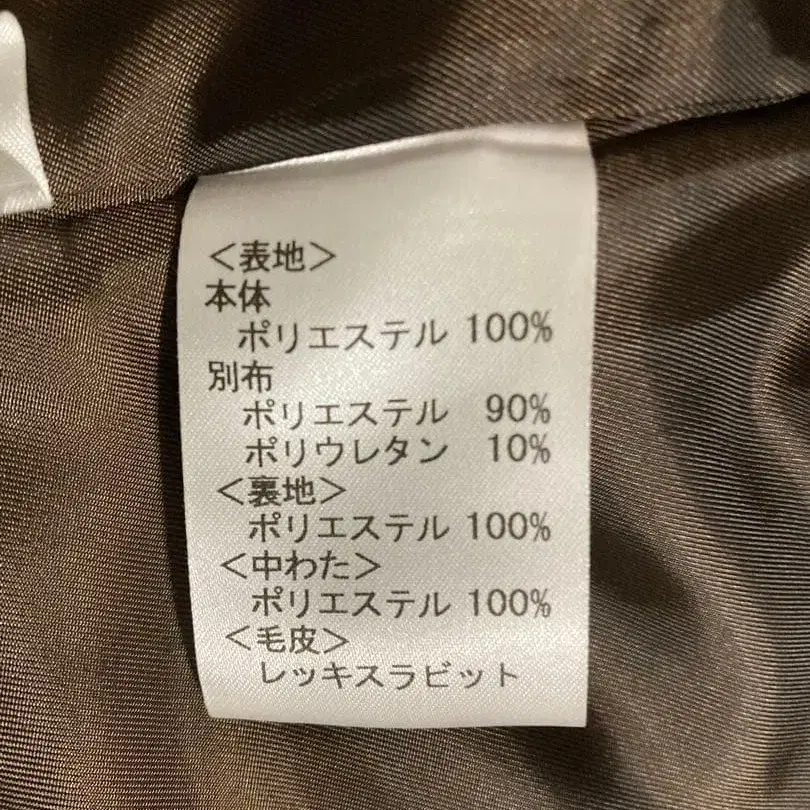 <表地>
本体
ポリエステル 100%
別布
ポリエステル 90%
ポリウレタン 10%
<裏地>
ポリエステル 100%
<中わた>
ポリエステル 100%
<毛皮>
レッキスラビット